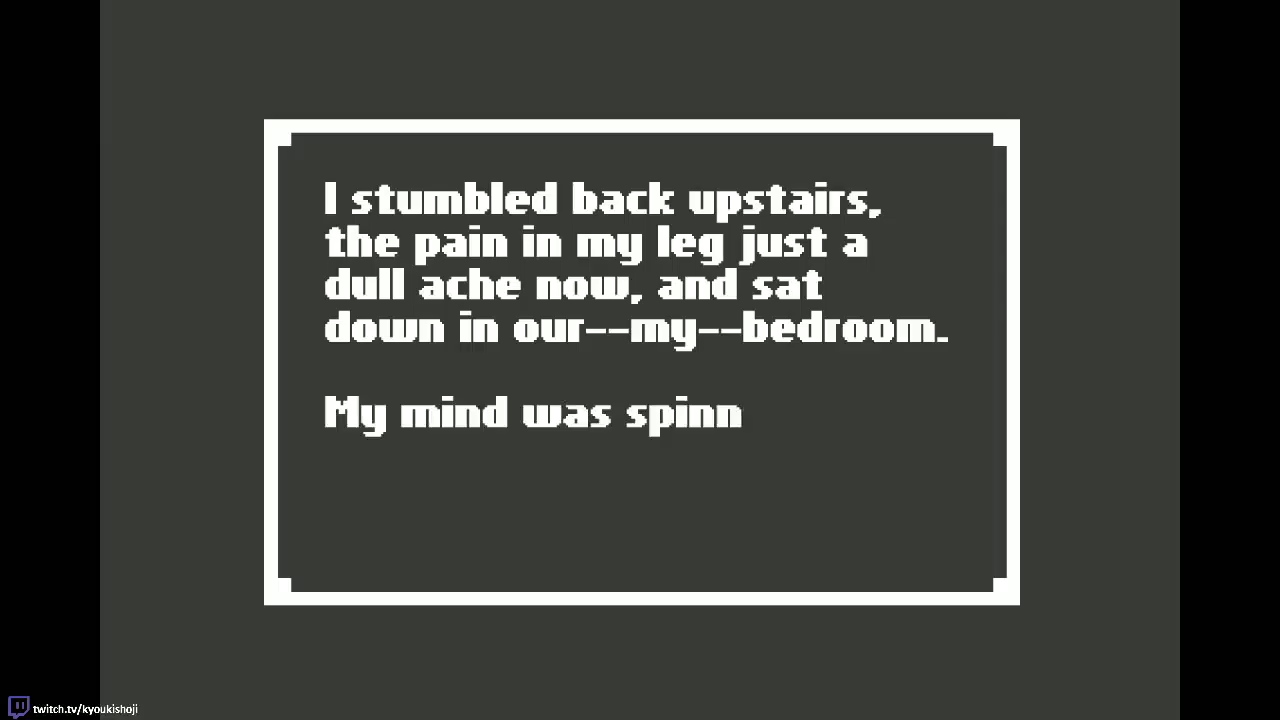 I stumbled back upstairs,
the pain in my leg just a
dull ache now, and sat
down in our--my--bedroom.
My mind was spinn
twitch.tv/kyoukishoji